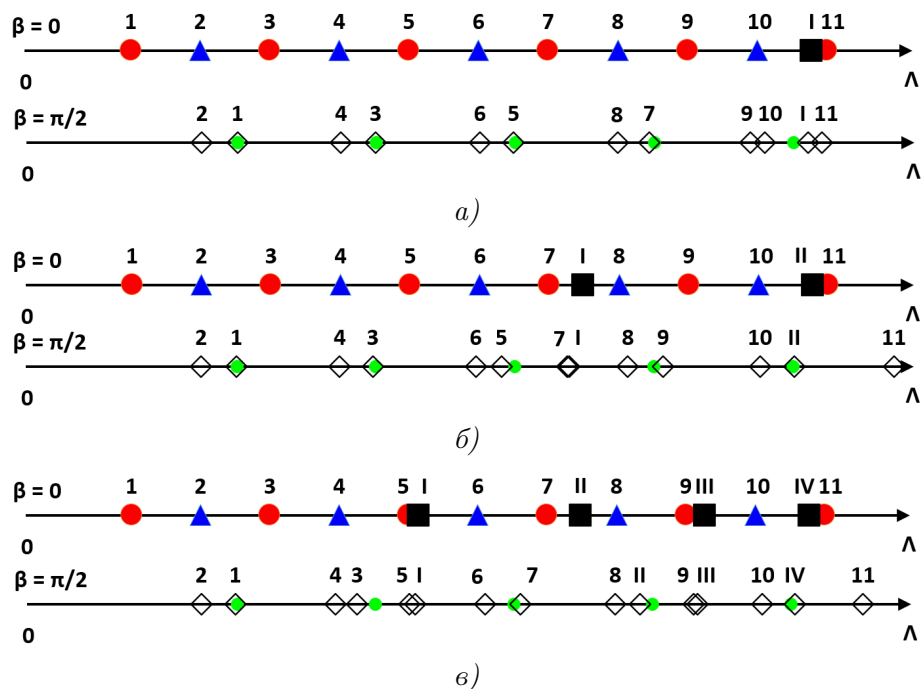 1 2 3 4 5 6 7 8 9 10 I 11
β = 0
0 Λ
β = π/2 2 1 4 3 6 5 8 7 9 10 I 11
0 Λ
а)
1 2 3 4 5 6 7 I 8 9 10 II 11
β = 0
0 Λ
β = π/2 2 1 4 3 6 5 7 I 8 9 10 II 11
0 Λ
б)
β = 0 1 2 3 4 5 I 6 7 II 8 9 III 10 IV 11
0 Λ
β = π/2 2 1 4 3 5 I 6 7 8 II 9 III 10 IV 11
0 Λ
в)